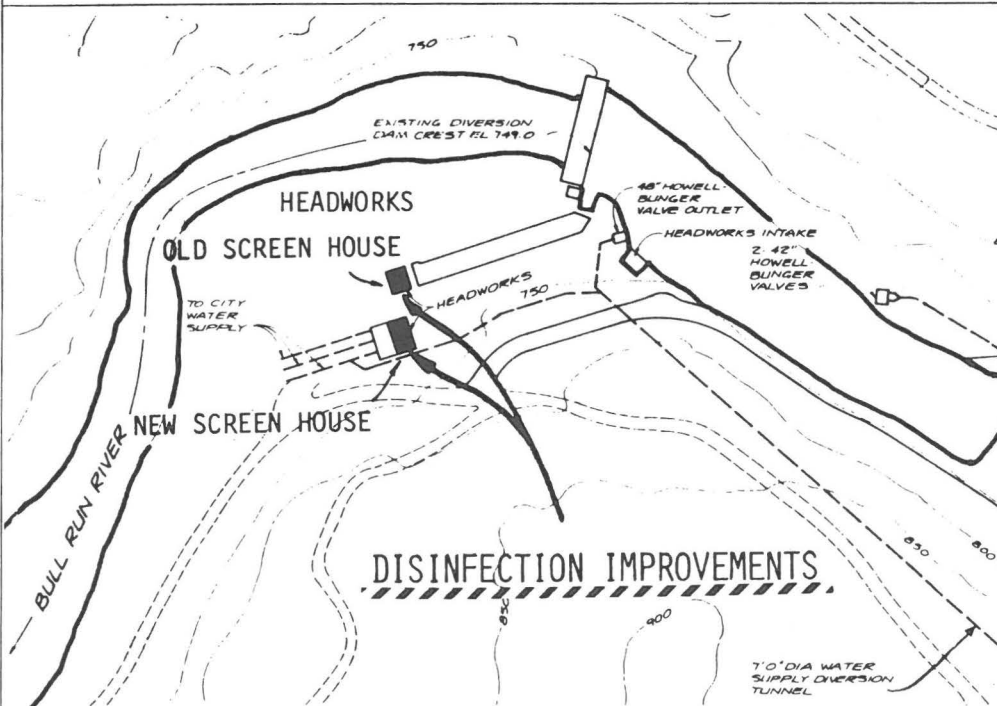 750
EXISTING DIVERSION
DAM CREST EL 749.0
HEADWORKS
48" HOWELL-
BUNGER
VALVE OUTLET
HEADWORKS INTAKE
2-42"
HOWELL-
BUNGER
VALVES
OLD SCREEN HOUSE
HEADWORKS
750
TO CITY
WATER
SUPPLY
NEW SCREEN HOUSE
BULL RUN RIVER
DISINFECTION IMPROVEMENTS
850
900
850
800
7'0" DIA WATER
SUPPLY DIVERSION
TUNNEL